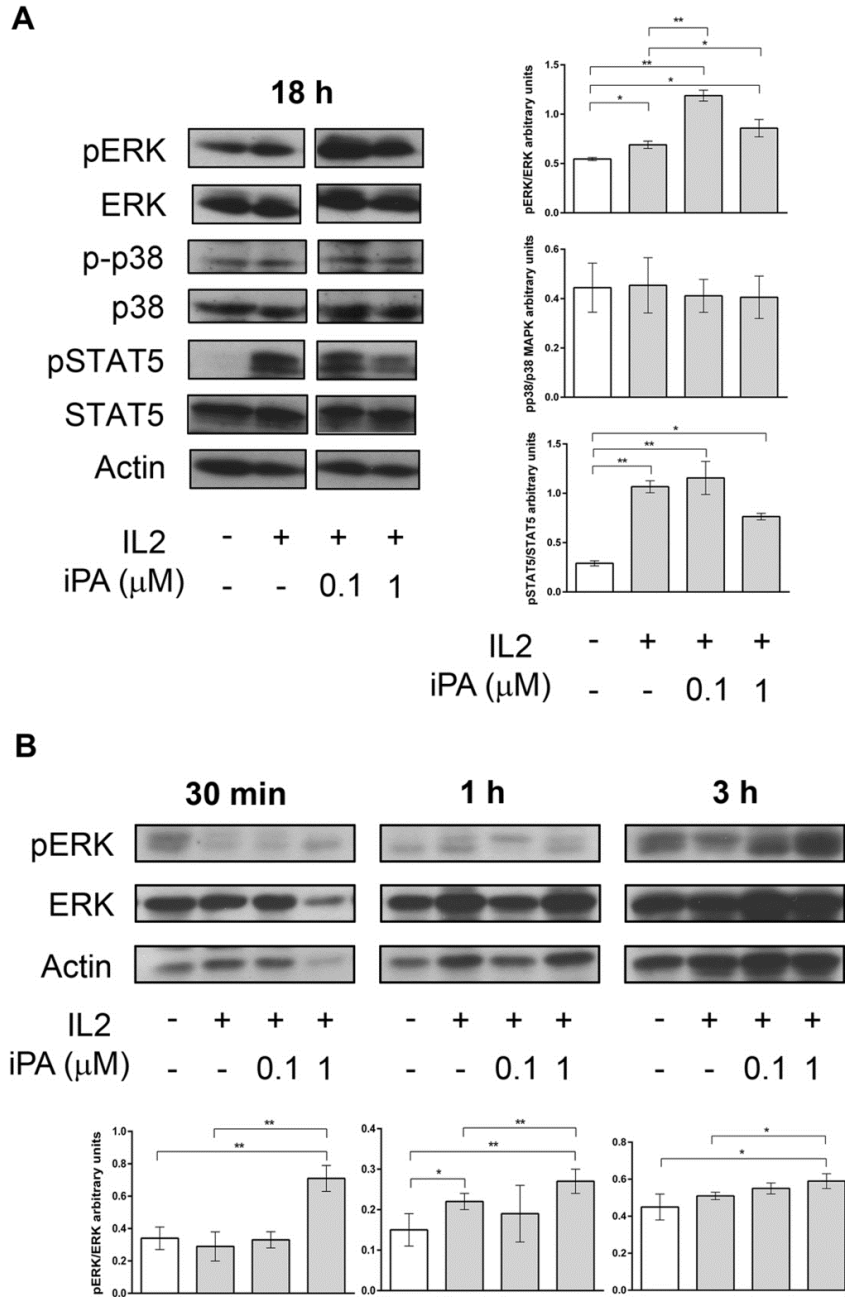 A
18 h
pERK
ERK
p-p38
p38
pSTAT5
STAT5
Actin
IL2 - + + +
iPA (μM) - - 0.1 1
** 
*
**
*
*
pERK/ERK arbitrary units
1.5
1.0
0.5
0.0
pp38/p38 MAPK arbitrary units
0.6
0.4
0.2
0.0
*
**
**
pSTAT5/STAT5 arbitrary units
1.5
1.0
0.5
0.0
IL2 - + + +
iPA (μM) - - 0.1 1
B
30 min 1 h 3 h
pERK
ERK
Actin
IL2 - + + + - + + + - + + +
iPA (μM) - - 0.1 1 - - 0.1 1 - - 0.1 1
pERK/ERK arbitrary units
1.0
0.8
0.6
0.4
0.2
0.0
**
**
0.4
0.3
0.2
0.1
0.0
**
**
*
0.8
0.6
0.4
0.2
0.0
*
*